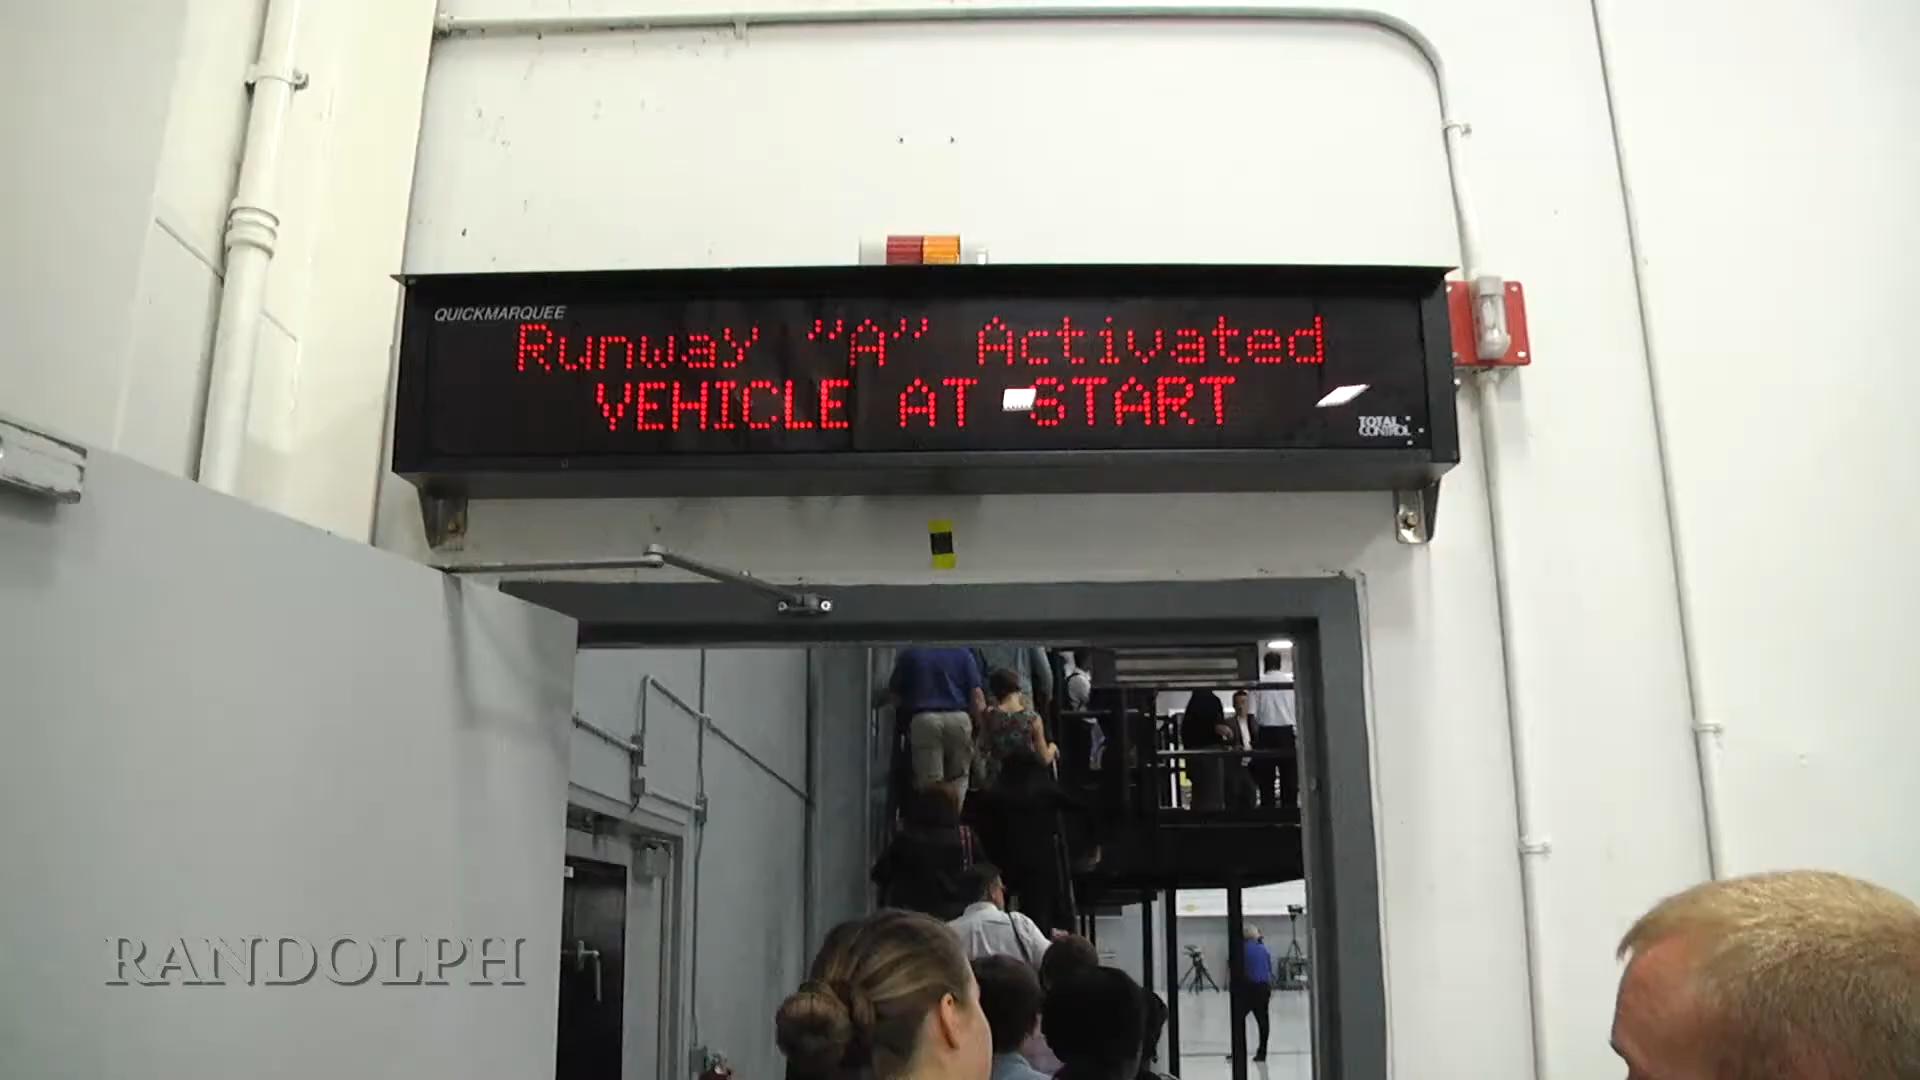 QUICKMARQUEE
Runway "A" Activated
VEHICLE AT START
TOTAL
CONTROL
RANDOLPH